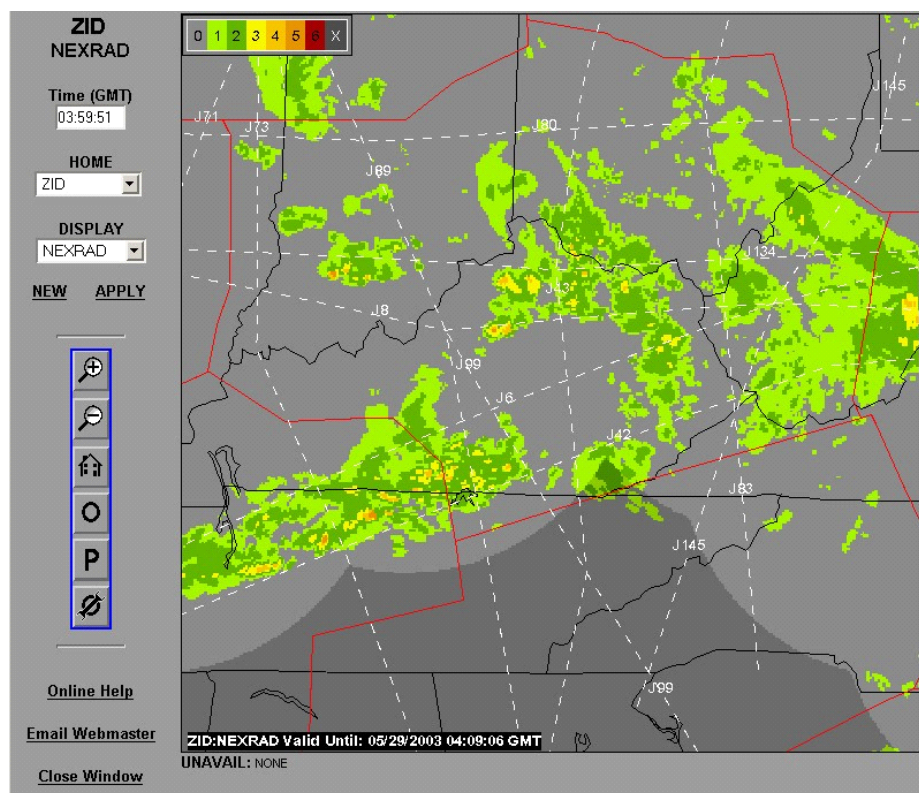 ZID
NEXRAD
Time (GMT)
03:59:51
HOME
ZID
DISPLAY
NEXRAD
NEW APPLY
O
P
Online Help
Email Webmaster
Close Window
0 1 2 3 4 5 6 X
J145
J71
J73
J80
J89
J134
J8
J43
J99
J6
J42
J83
J145
J99
ZID:NEXRAD Valid Until: 05/29/2003 04:09:06 GMT
UNAVAIL: NONE